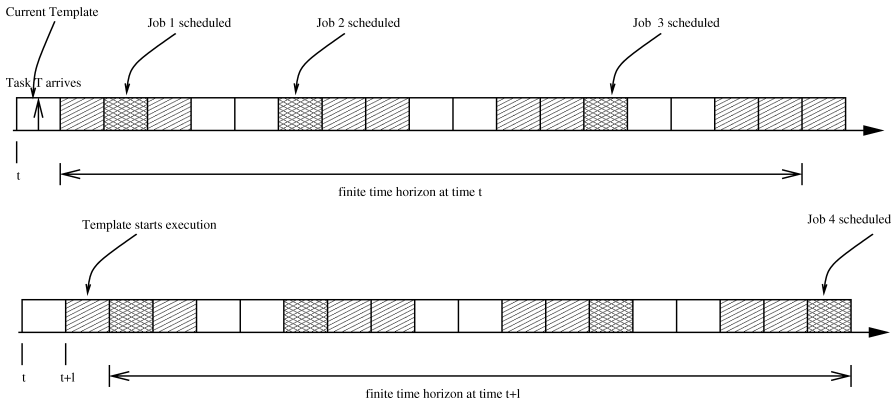 Current Template
Job 1 scheduled
Job 2 scheduled
Job 3 scheduled
Task T arrives
t
finite time horizon at time t
Template starts execution
Job 4 scheduled
t
t+l
finite time horizon at time t+l